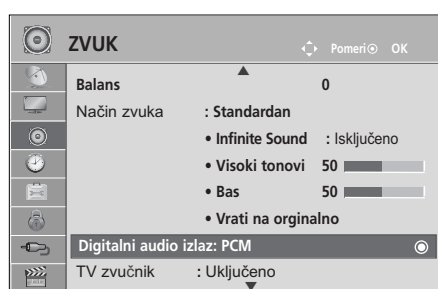 ZVUK Pomeri OK
Balans 0
Način zvuka : Standardan
• Infinite Sound : Isključeno
• Visoki tonovi 50
• Bas 50
• Vrati na orginalno
Digitalni audio izlaz: PCM
TV zvučnik : Uključeno